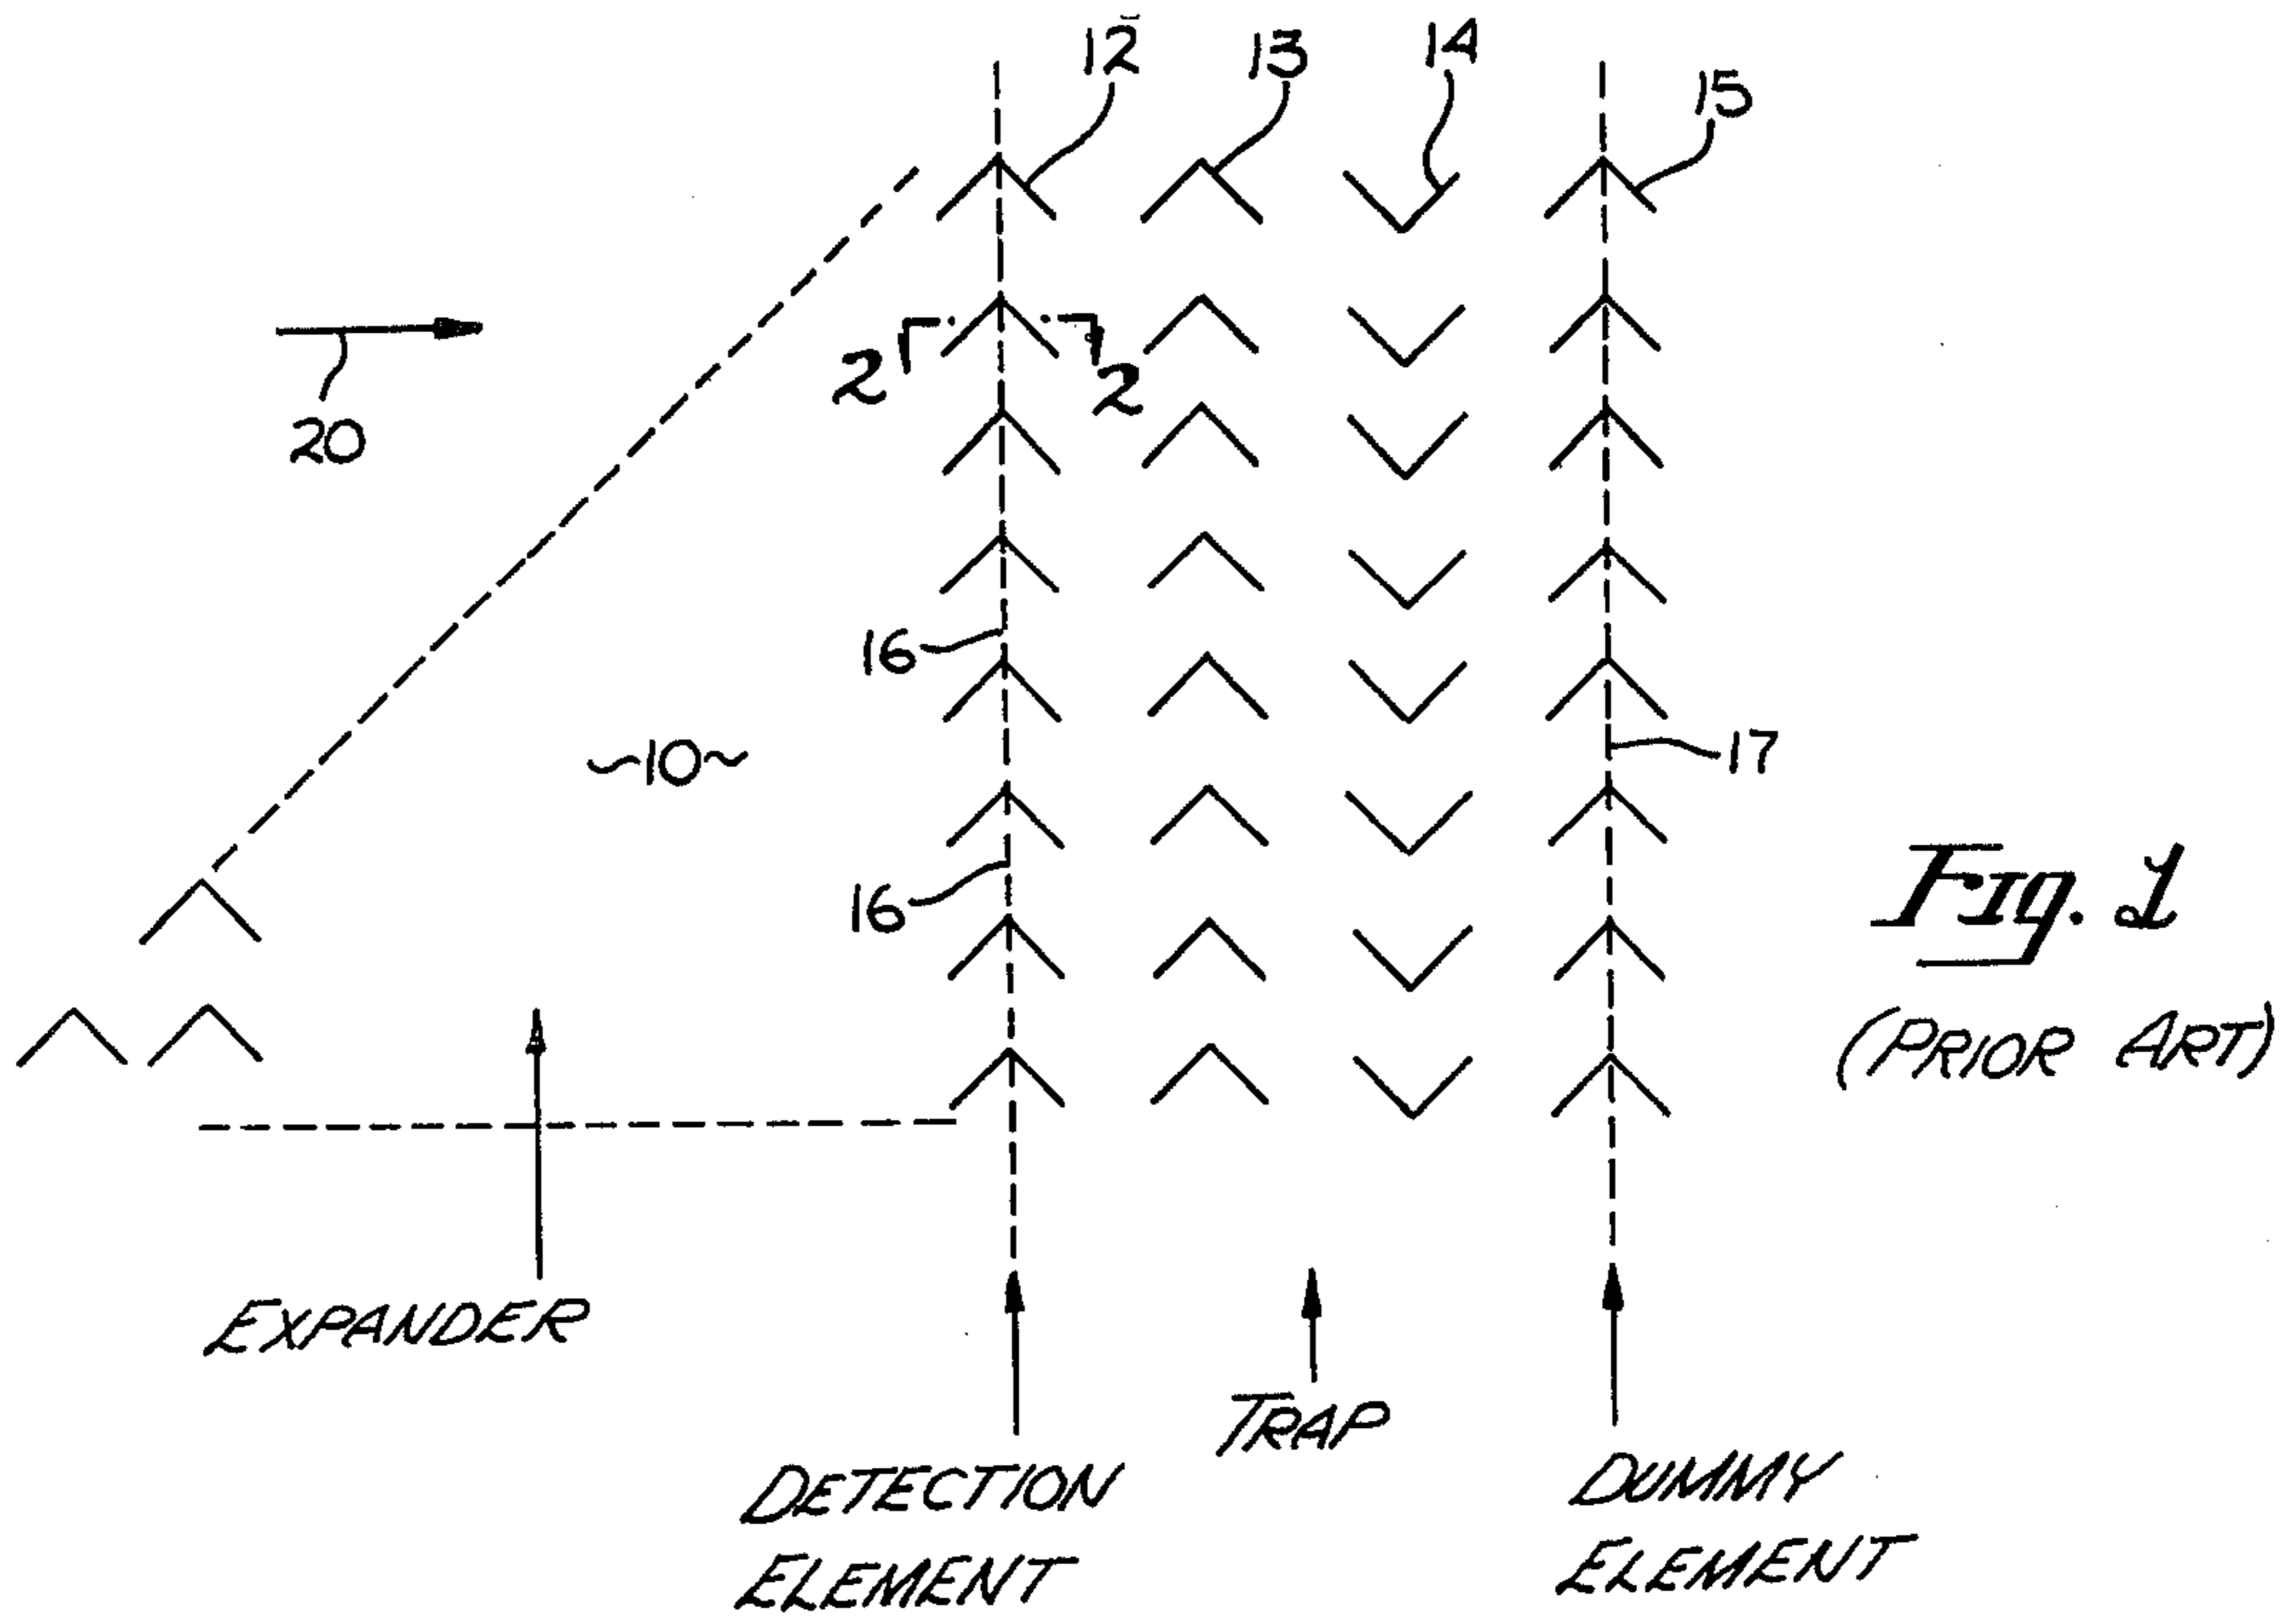 12
13
14
15
2
2
20
16
~10~
17
16
Fig. 1
(PRIOR ART)
EXPANDER
TRAP
DETECTION
ELEMENT
DUMMY
ELEMENT